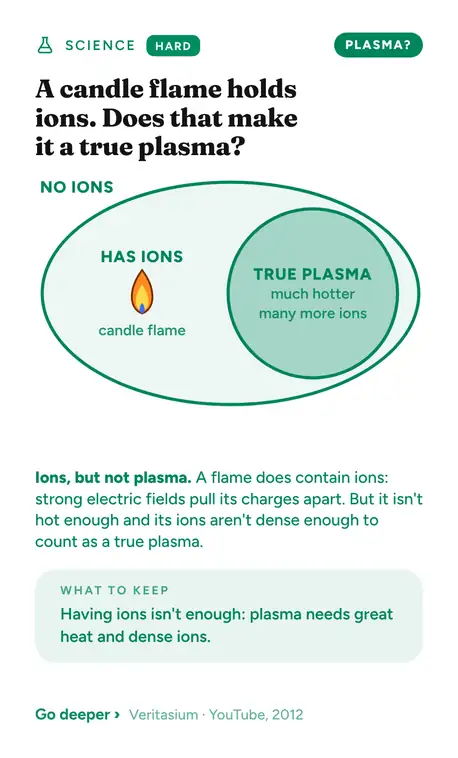 SCIENCE HARD PLASMA?
A candle flame holds
ions. Does that make
it a true plasma?
NO IONS
HAS IONS
candle flame
TRUE PLASMA
much hotter
many more ions
Ions, but not plasma. A flame does contain ions:
strong electric fields pull its charges apart. But it isn't
hot enough and its ions aren't dense enough to
count as a true plasma.
WHAT TO KEEP
Having ions isn't enough: plasma needs great
heat and dense ions.
Go deeper › Veritasium · YouTube, 2012